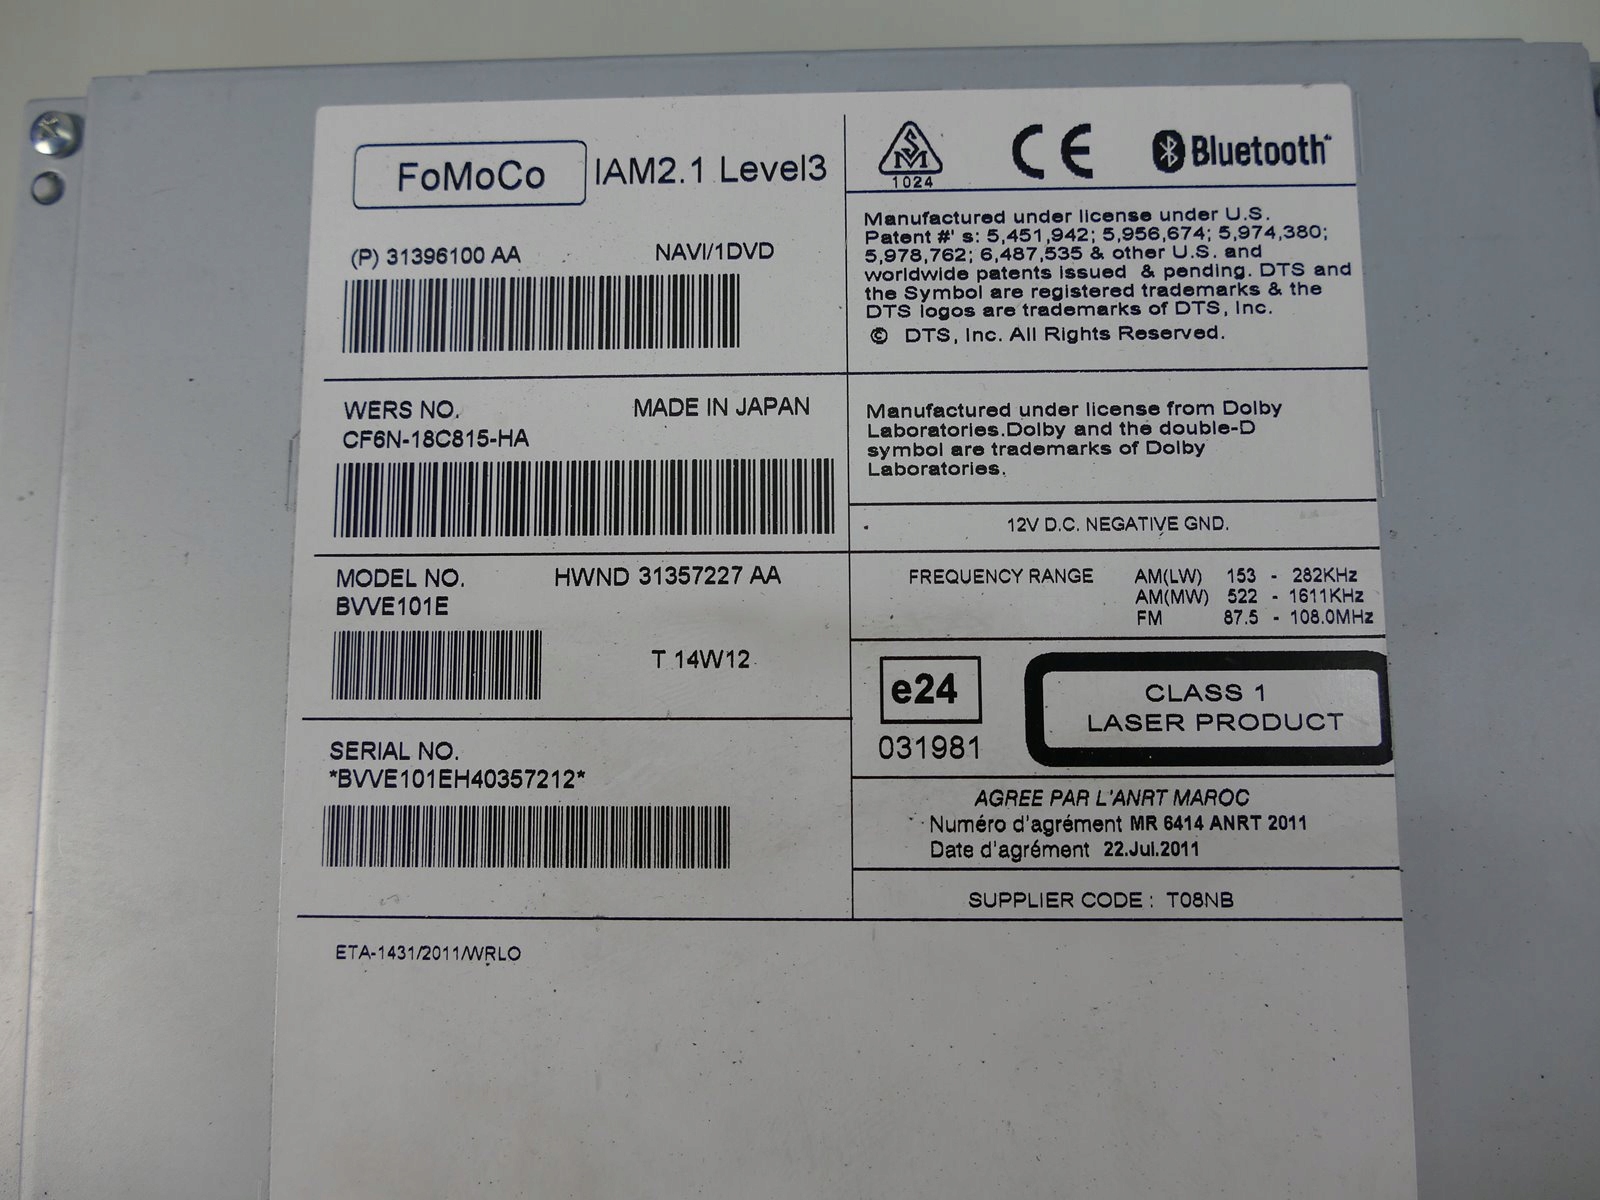 FoMoCo IAM2.1 Level3
(P) 31396100 AA NAVI/1DVD
WERS NO. MADE IN JAPAN
CF6N-18C815-HA
MODEL NO. HWND 31357227 AA
BVVE101E
T 14W12
SERIAL NO.
*BVVE101EH40357212*
ETA-1431/2011/WRLO
SM
1024
CE
Bluetooth™
Manufactured under license under U.S.
Patent #' s: 5,451,942; 5,956,674; 5,974,380;
5,978,762; 6,487,535 & other U.S. and
worldwide patents issued & pending. DTS and
the Symbol are registered trademarks & the
DTS logos are trademarks of DTS, Inc.
© DTS, Inc. All Rights Reserved.
Manufactured under license from Dolby
Laboratories.Dolby and the double-D
symbol are trademarks of Dolby
Laboratories.
12V D.C. NEGATIVE GND.
FREQUENCY RANGE AM(LW) 153 - 282KHz
AM(MW) 522 - 1611KHz
FM 87.5 - 108.0MHz
e24
031981
CLASS 1
LASER PRODUCT
AGREE PAR L'ANRT MAROC
Numéro d'agrément MR 6414 ANRT 2011
Date d'agrément 22.Jul.2011
SUPPLIER CODE : T08NB